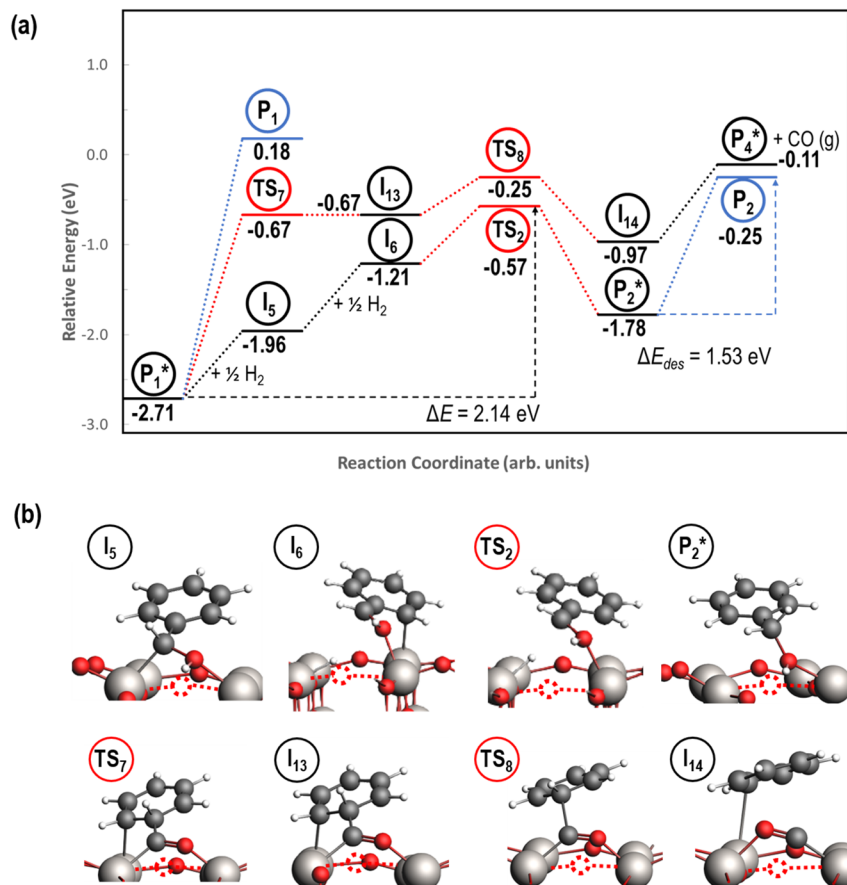 (a)
1.0
0.0
-1.0
-2.0
-3.0
Relative Energy (eV)
P₁
0.18
TS₇
-0.67
-0.67
I₁₃
TS₈
-0.25
P₄* + CO (g)
-0.11
P₂
-0.25
I₆
-1.21
TS₂
-0.57
I₁₄
-0.97
I₅
-1.96
+ ½ H₂
P₂*
-1.78
P₁*
-2.71
+ ½ H₂
ΔE = 2.14 eV
ΔE_des = 1.53 eV
Reaction Coordinate (arb. units)
(b)
I₅
I₆
TS₂
P₂*
TS₇
I₁₃
TS₈
I₁₄